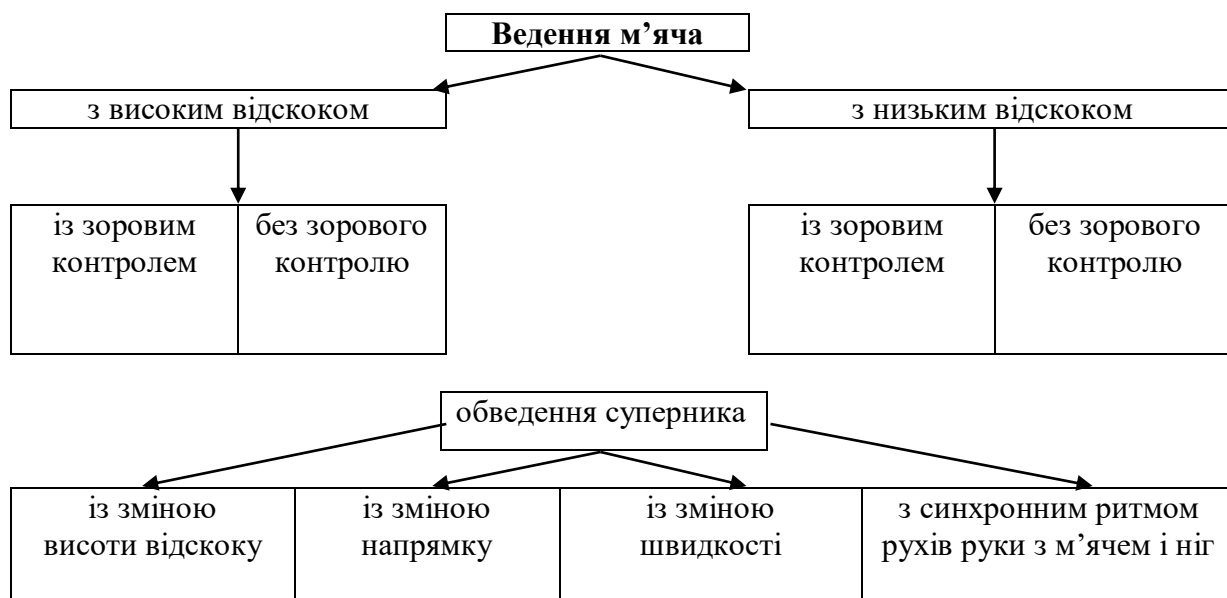 Ведення м’яча
з високим відскоком
з низьким відскоком
із зоровим
контролем
без зорового
контролю
із зоровим
контролем
без зорового
контролю
обведення суперника
із зміною
висоти відскоку
із зміною
напрямку
із зміною
швидкості
з синхронним ритмом
рухів руки з м’ячем і ніг